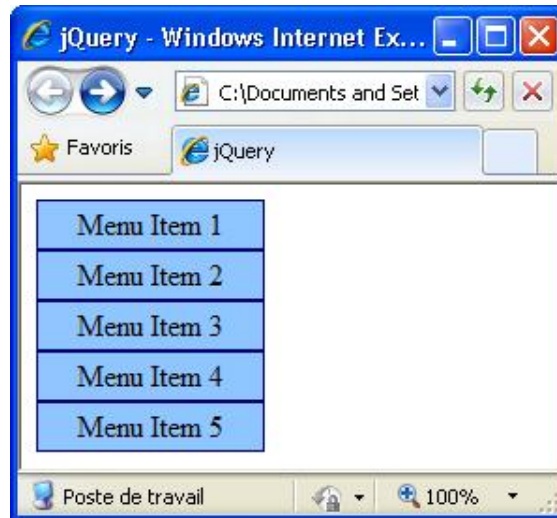 jQuery - Windows Internet Ex...
C:\Documents and Set
Favoris
jQuery
Menu Item 1
Menu Item 2
Menu Item 3
Menu Item 4
Menu Item 5
Poste de travail
100%